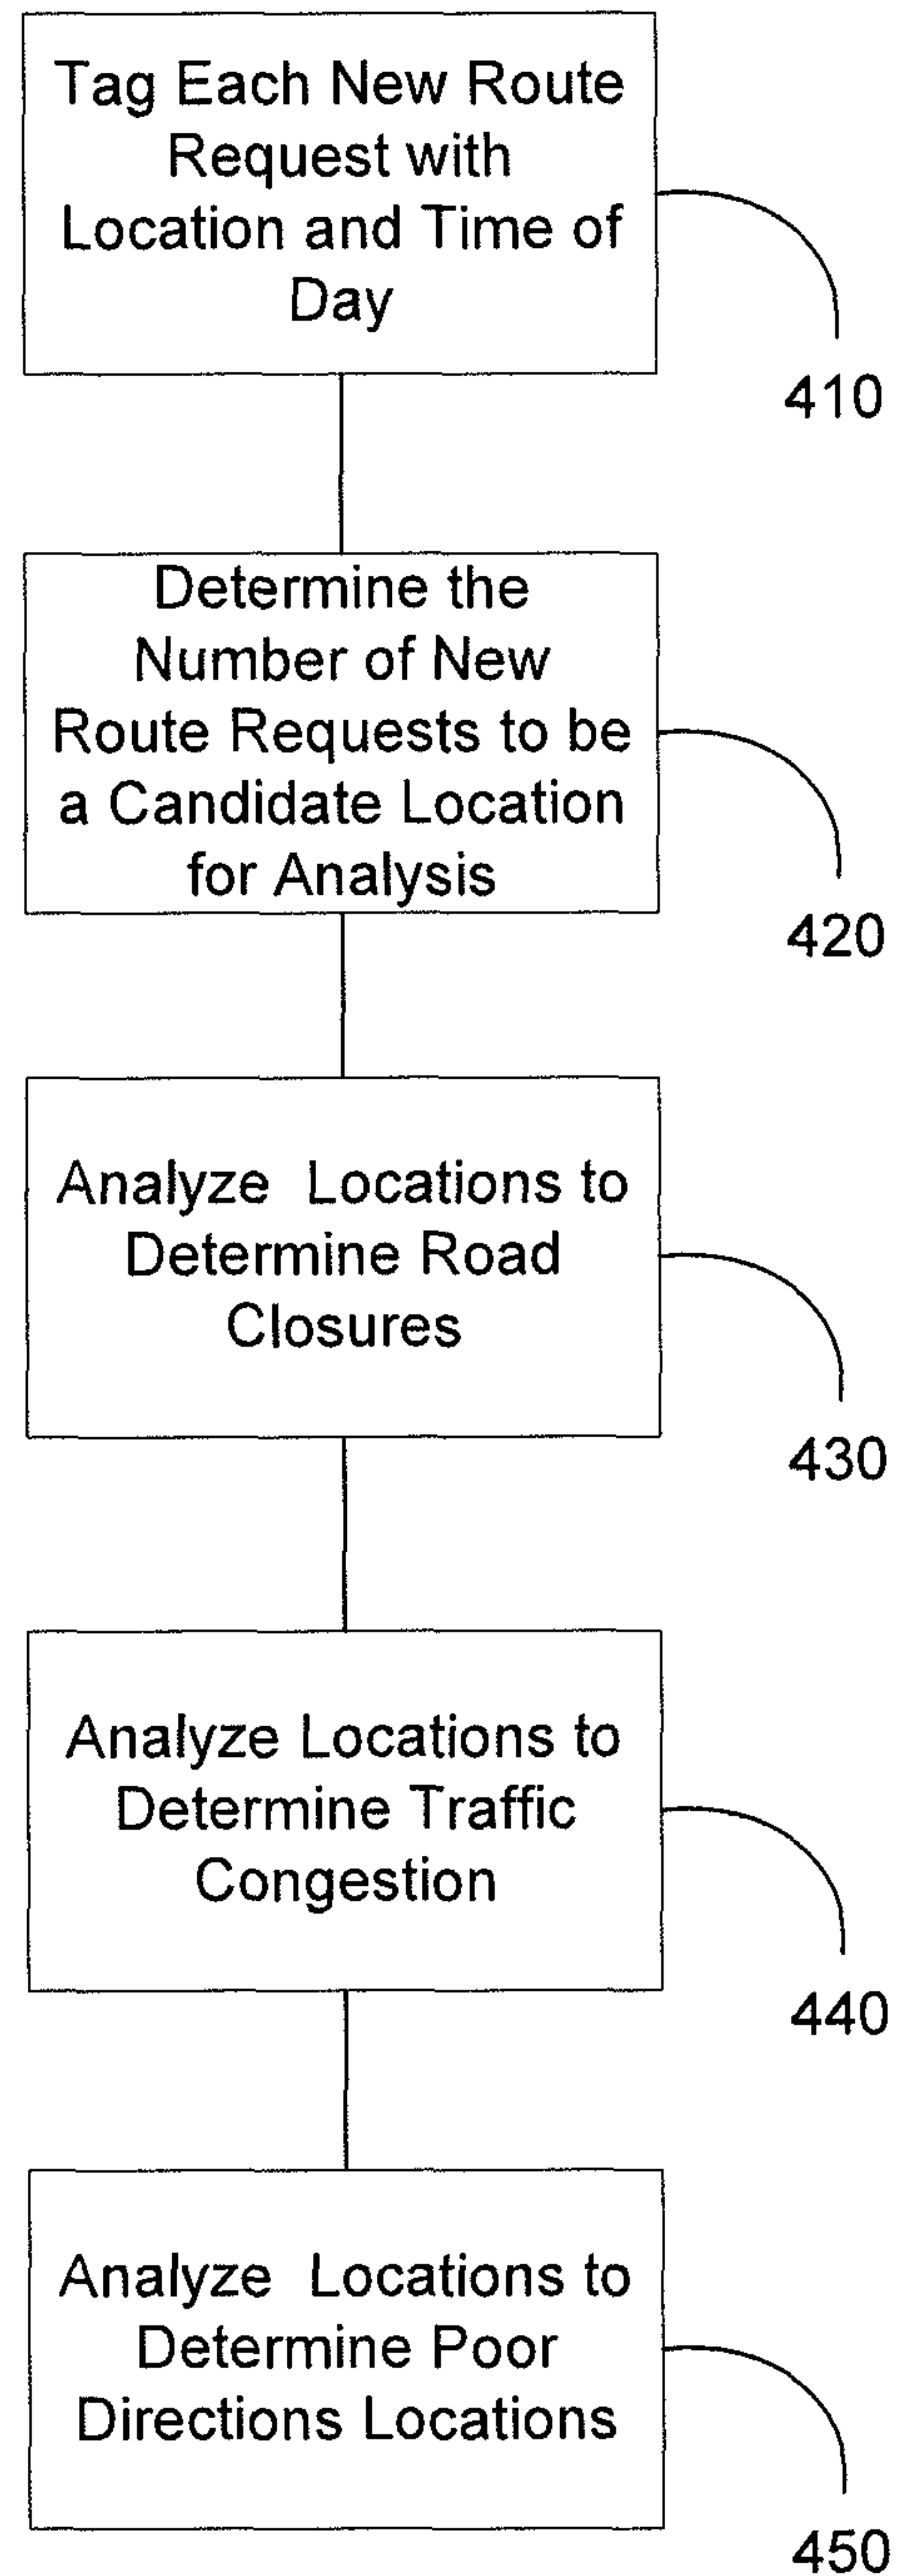 Tag Each New Route
Request with
Location and Time of
Day
410
Determine the
Number of New
Route Requests to be
a Candidate Location
for Analysis
420
Analyze Locations to
Determine Road
Closures
430
Analyze Locations to
Determine Traffic
Congestion
440
Analyze Locations to
Determine Poor
Directions Locations
450